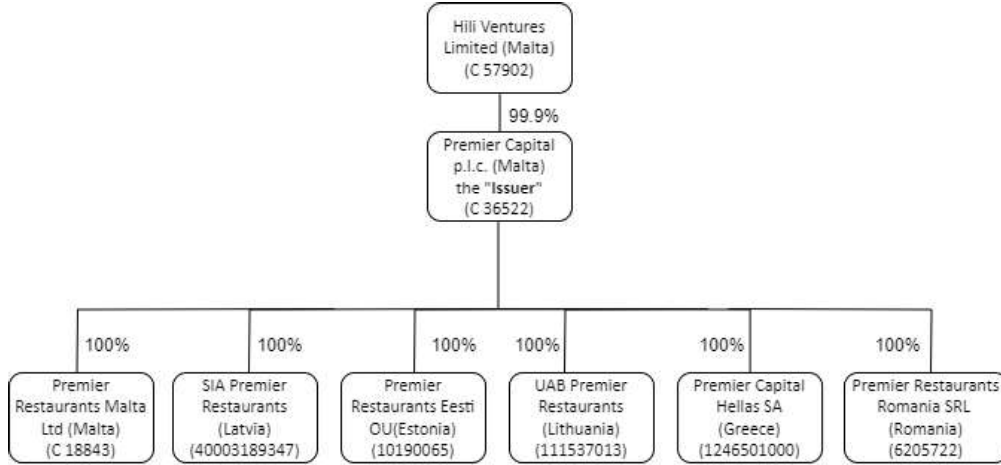 Hili Ventures
Limited (Malta)
(C 57902)
99.9%
Premier Capital
p.l.c. (Malta)
the "Issuer"
(C 36522)
100%
100%
100%
100%
100%
100%
Premier
Restaurants Malta
Ltd (Malta)
(C 18843)
SIA Premier
Restaurants
(Latvia)
(40003189347)
Premier
Restaurants Eesti
OU(Estonia)
(10190065)
UAB Premier
Restaurants
(Lithuania)
(111537013)
Premier Capital
Hellas SA
(Greece)
(1246501000)
Premier Restaurants
Romania SRL
(Romania)
(6205722)